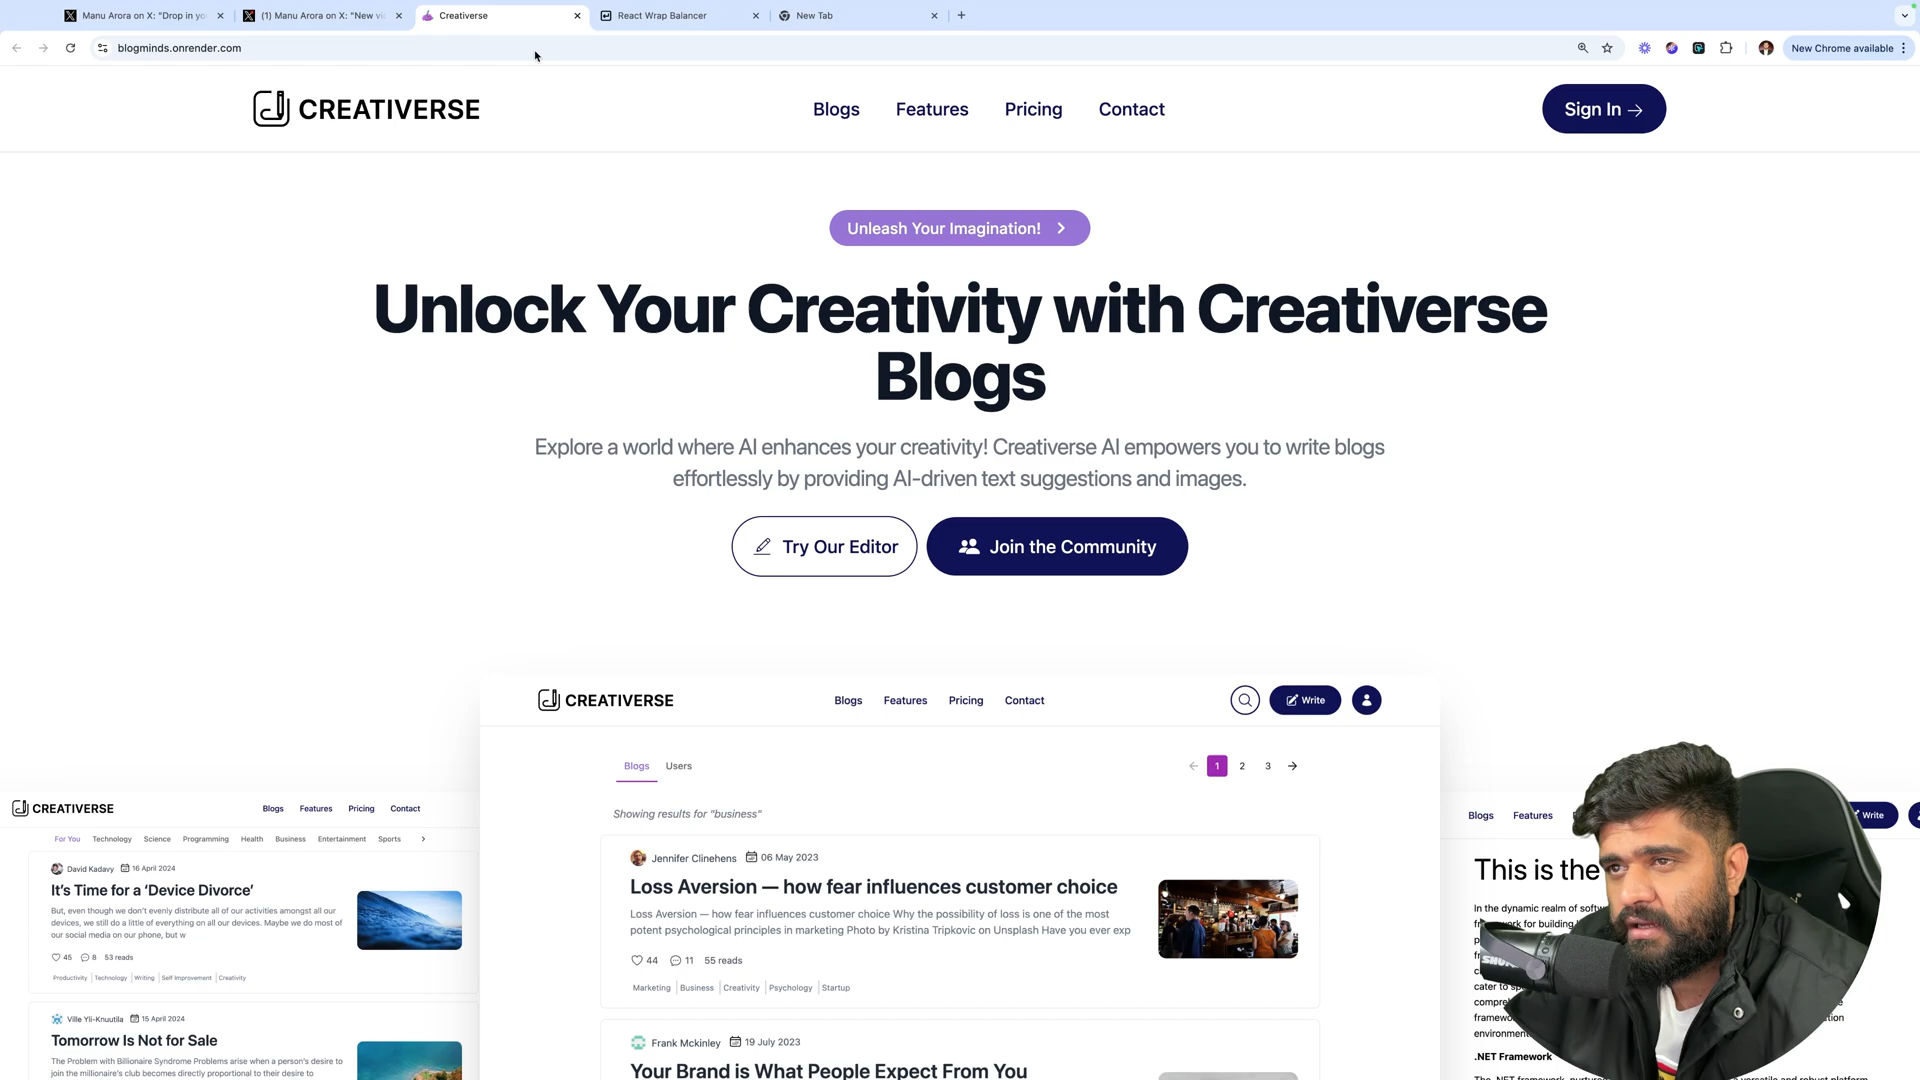 Manu Arora on X: "Drop in yo
(1) Manu Arora on X: "New vi
Creativerse
React Wrap Balancer
New Tab
blogminds.onrender.com
New Chrome available
CREATIVERSE
Blogs
Features
Pricing
Contact
Sign In →
Unleash Your Imagination!
Unlock Your Creativity with Creativerse
Blogs
Explore a world where AI enhances your creativity! Creativerse AI empowers you to write blogs
effortlessly by providing AI-driven text suggestions and images.
Try Our Editor
Join the Community
CREATIVERSE
Blogs
Features
Pricing
Contact
Write
Blogs
Users
1
2
3
Showing results for "business"
Jennifer Clinehens
06 May 2023
Loss Aversion — how fear influences customer choice
Loss Aversion — how fear influences customer choice Why the possibility of loss is one of the most
potent psychological principles in marketing Photo by Kristina Tripkovic on Unsplash Have you ever exp
44
11
55 reads
Marketing
Business
Creativity
Psychology
Startup
Frank Mckinley
19 July 2023
Your Brand is What People Expect From You
CREATIVERSE
Blogs
Features
Pricing
Contact
For You
Technology
Science
Programming
Health
Business
Entertainment
Sports
David Kadavy
16 April 2024
It's Time for a 'Device Divorce'
But, even though we don't evenly distribute all of our activities amongst all our
devices, we still do a little of everything on all our devices. Maybe we do most of
our social media on our phone, but w
45
8
53 reads
Productivity
Technology
Writing
Self Improvement
Creativity
Ville Yli-Knuutila
15 April 2024
Tomorrow Is Not for Sale
The Problem with Billionaire Syndrome Problems arise when a person's desire to
join the millionaire's club becomes directly proportional to their desire to
Blogs
Features
Write
This is the
In the dynamic realm of softw
cater to
.NET Framework